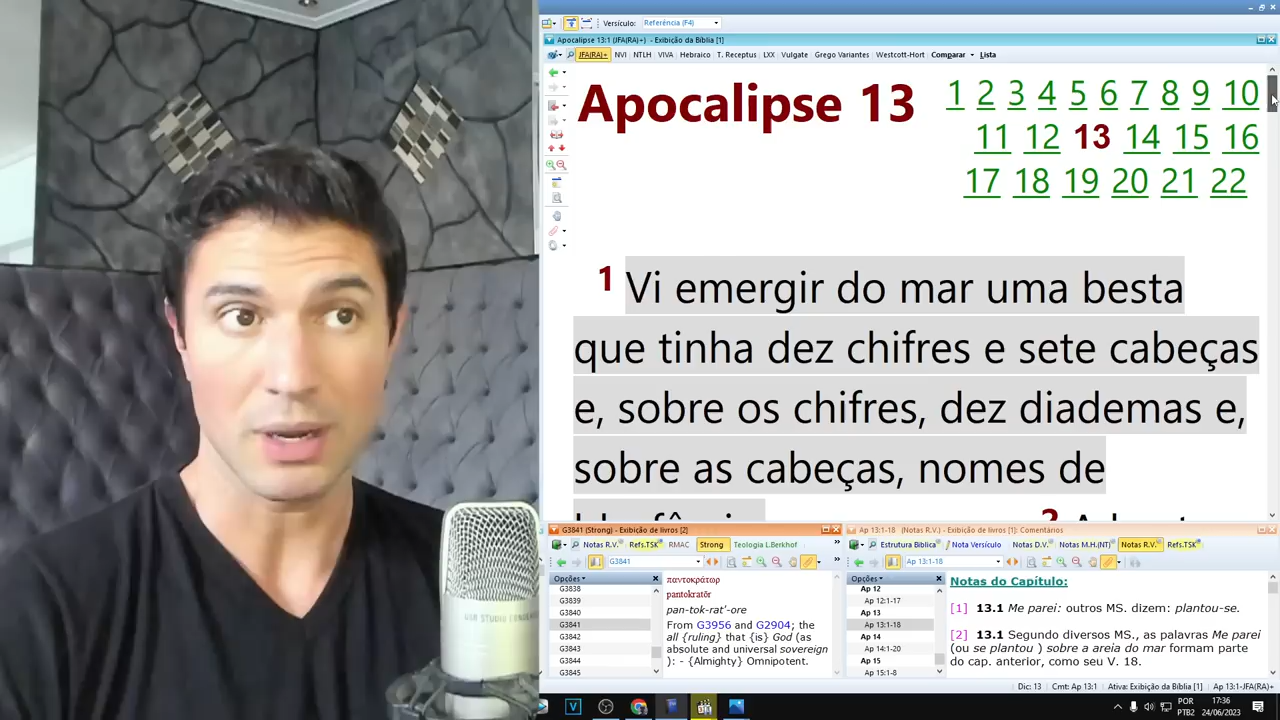 Versículo:
Referência (F4)
Apocalipse 13:1 (JFA(RA)+) - Exibição da Bíblia [1]
JFA(RA)+ NVI NTLH VIVA Hebraico T. Receptus LXX Vulgate Grego Variantes Westcott-Hort Comparar Lista
Apocalipse 13
1 2 3 4 5 6 7 8 9 10
11 12 13 14 15 16
17 18 19 20 21 22
1 Vi emergir do mar uma besta
que tinha dez chifres e sete cabeças
e, sobre os chifres, dez diademas e,
sobre as cabeças, nomes de
G3841 (Strong) - Exibição de livros [2]
Notas R.V. Refs.TSK RMAC Strong Teologia L.Berkhof
G3841
Opções
G3838
G3839
G3840
G3841
G3842
G3843
G3844
G3845
παντοκράτωρ
pantokratōr
pan-tok-rat'-ore
From G3956 and G2904; the
all {ruling} that {is} God (as
absolute and universal sovereign
): - {Almighty} Omnipotent.
Ap 13:1-18 (Notas R.V.) - Exibição de livros [1]: Comentários
Estrutura Bíblica Nota Versículo Notas D.V. Notas M.H(NT) Notas R.V. Refs.TSK
Ap 13:1-18
Opções
Ap 12
Ap 12:1-17
Ap 13
Ap 13:1-18
Ap 14
Ap 14:1-20
Ap 15
Ap 15:1-8
Notas do Capítulo:
[1] 13.1 Me parei: outros MS. dizem: plantou-se.
[2] 13.1 Segundo diversos MS., as palavras Me parei
(ou se plantou ) sobre a areia do mar formam parte
do cap. anterior, como seu V. 18.
Dic: 13 Cmt: Ap 13:1 Ativa: Exibição da Bíblia [1] Ap 13:1-JFA(RA)+
POR
PTB2
17:36
24/06/2023